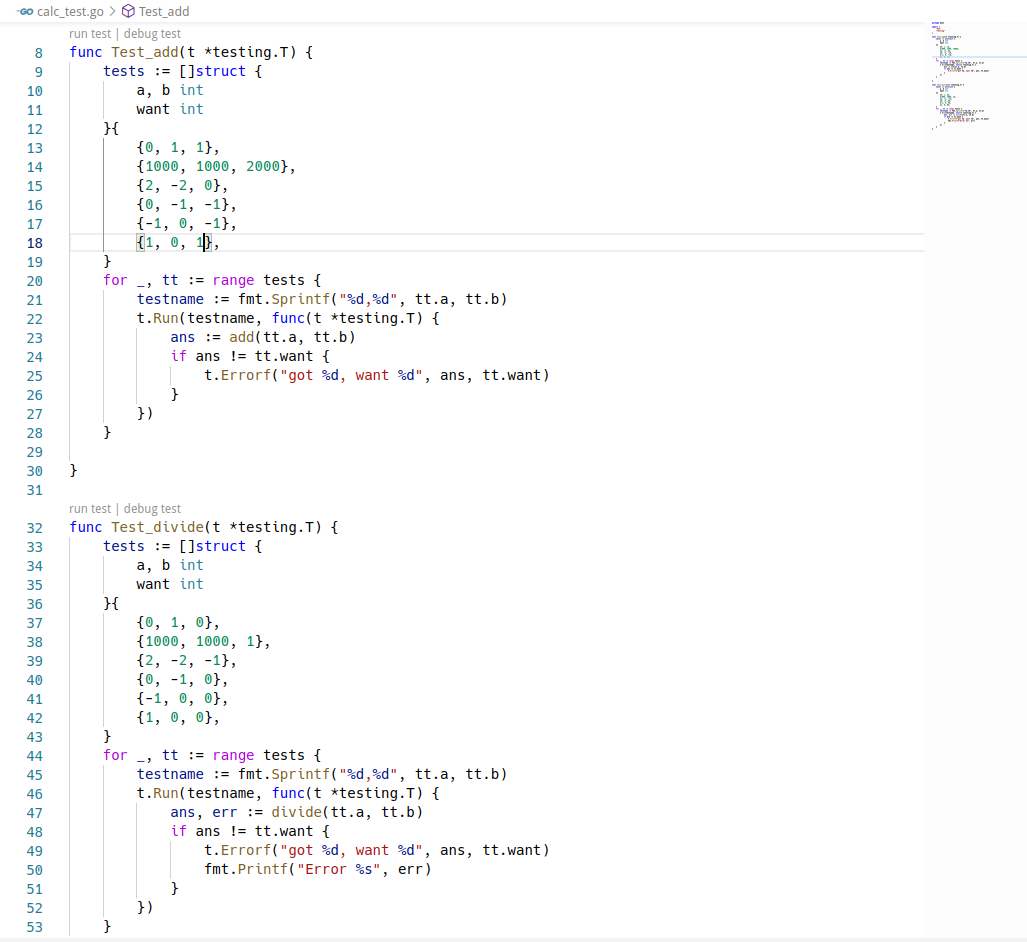 GO calc_test.go > Test_add
run test | debug test
8 func Test_add(t *testing.T) {
9 tests := []struct {
10 a, b int
11 want int
12 }{
13 {0, 1, 1},
14 {1000, 1000, 2000},
15 {2, -2, 0},
16 {0, -1, -1},
17 {-1, 0, -1},
18 {1, 0, 1},
19 }
20 for _, tt := range tests {
21 testname := fmt.Sprintf("%d,%d", tt.a, tt.b)
22 t.Run(testname, func(t *testing.T) {
23 ans := add(tt.a, tt.b)
24 if ans != tt.want {
25 t.Errorf("got %d, want %d", ans, tt.want)
26 }
27 })
28 }
29
30 }
31
run test | debug test
32 func Test_divide(t *testing.T) {
33 tests := []struct {
34 a, b int
35 want int
36 }{
37 {0, 1, 0},
38 {1000, 1000, 1},
39 {2, -2, -1},
40 {0, -1, 0},
41 {-1, 0, 0},
42 {1, 0, 0},
43 }
44 for _, tt := range tests {
45 testname := fmt.Sprintf("%d,%d", tt.a, tt.b)
46 t.Run(testname, func(t *testing.T) {
47 ans, err := divide(tt.a, tt.b)
48 if ans != tt.want {
49 t.Errorf("got %d, want %d", ans, tt.want)
50 fmt.Printf("Error %s", err)
51 }
52 })
53 }